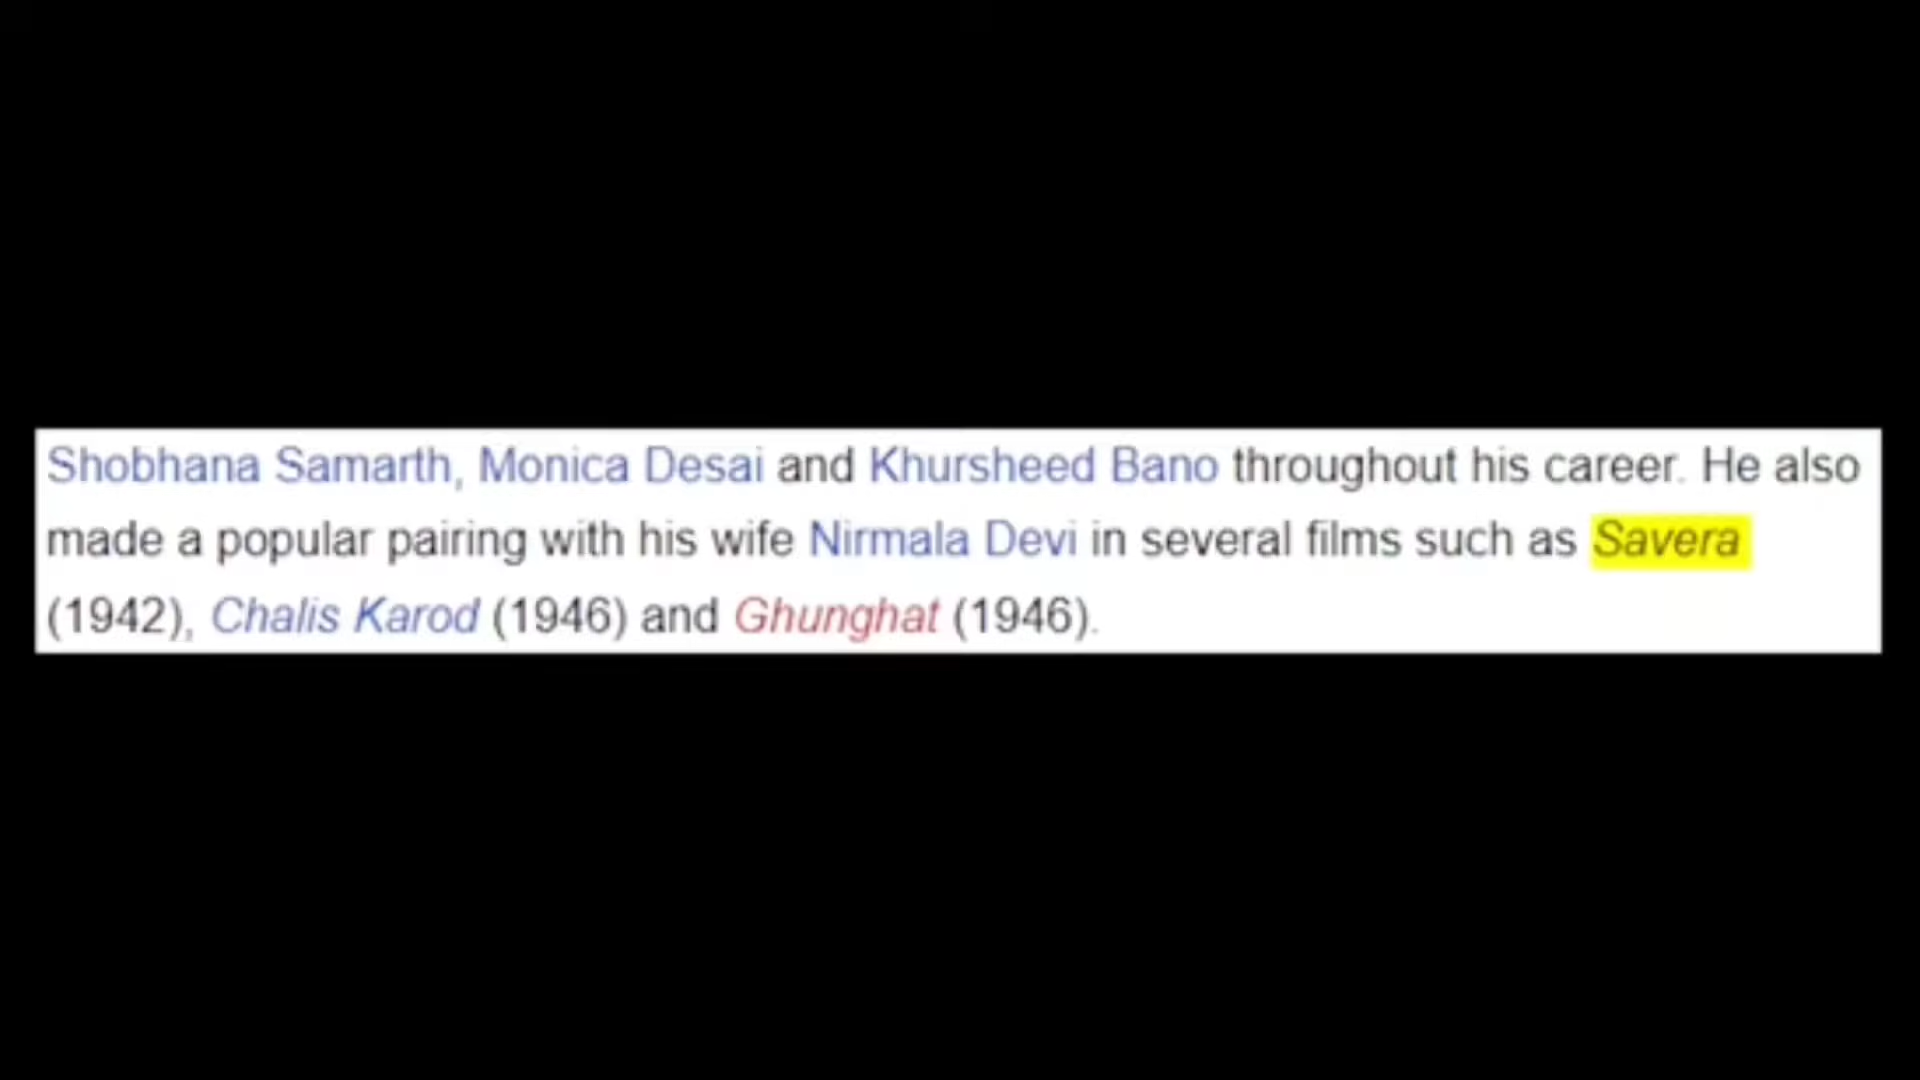 Shobhana Samarth, Monica Desai and Khursheed Bano throughout his career. He also
made a popular pairing with his wife Nirmala Devi in several films such as Savera
(1942), Chalis Karod (1946) and Ghunghat (1946).